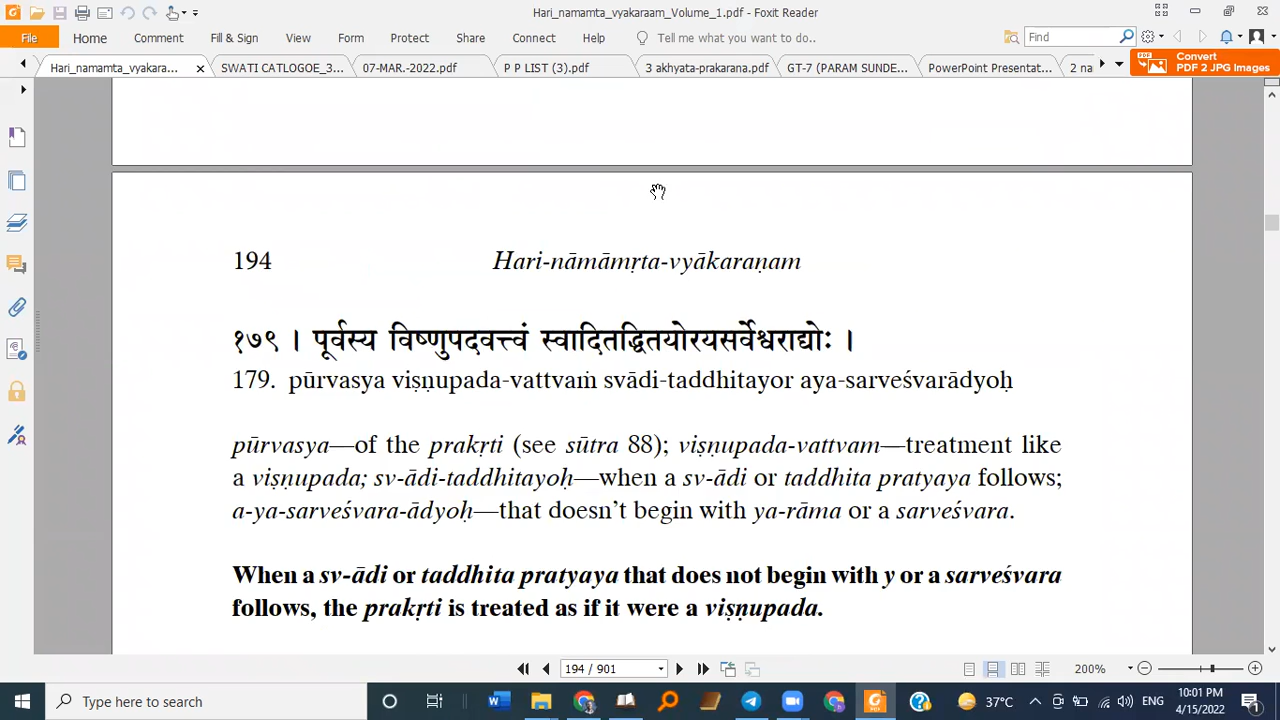 Hari_namamta_vyakaraam_Volume_1.pdf - Foxit Reader
File Home Comment Fill & Sign View Form Protect Share Connect Help Tell me what you want to do.. Find
Hari_namamta_vyakara... SWATI CATLOGOE_3... 07-MAR.-2022.pdf P P LIST (3).pdf 3 akhyata-prakarana.pdf GT-7 (PARAM SUNDE... PowerPoint Presentat... 2 na
Convert
PDF 2 JPG Images
194 Hari-nāmāmṛta-vyākaraṇam
१७९ । पूर्वस्य विष्णुपदवत्त्वं स्वादितद्धितयोरयसर्वेश्वराद्योः ।
179. pūrvasya viṣṇupada-vattvaṁ svādi-taddhitayor aya-sarveśvarādyoḥ
pūrvasya—of the prakṛti (see sūtra 88); viṣṇupada-vattvam—treatment like
a viṣṇupada; sv-ādi-taddhitayoḥ—when a sv-ādi or taddhita pratyaya follows;
a-ya-sarveśvara-ādyoḥ—that doesn't begin with ya-rāma or a sarveśvara.
When a sv-ādi or taddhita pratyaya that does not begin with y or a sarveśvara
follows, the prakṛti is treated as if it were a viṣṇupada.
194 / 901 200%
Type here to search 37°C ENG 10:01 PM
4/15/2022